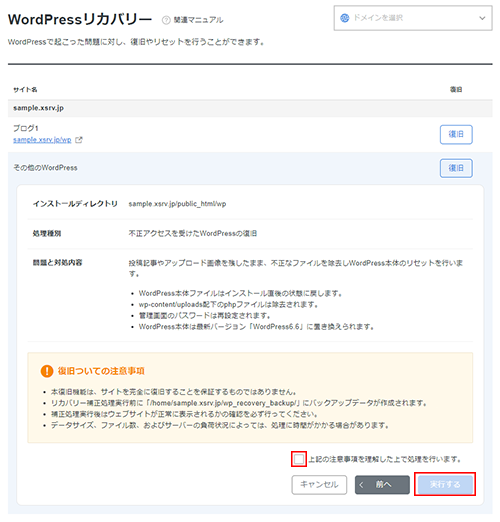 WordPressリカバリー
関連マニュアル
ドメインを選択
WordPressで起こった問題に対し、復旧やリセットを行うことができます。
サイト名 復旧
sample.xsrv.jp
ブログ1
sample.xsrv.jp/wp
復旧
その他のWordPress
復旧
インストールディレクトリ sample.xsrv.jp/public_html/wp
処理種別 不正アクセスを受けたWordPressの復旧
問題と対処内容 投稿記事やアップロード画像を残したまま、不正なファイルを除去しWordPress本体のリセットを行いま
す。
• WordPress本体ファイルはインストール直後の状態に戻します。
• wp-content/uploads配下のphpファイルは除去されます。
• 管理画面のパスワードは再設定されます。
• WordPress本体は最新バージョン「WordPress6.6」に置き換えられます。
復旧ついての注意事項
• 本復旧機能は、サイトを完全に復旧することを保証するものではありません。
• リカバリー補正処理実行前に「/home/sample.xsrv.jp/wp_recovery_backup/」にバックアップデータが作成されます。
• 補正処理実行後はウェブサイトが正常に表示されるかの確認を必ず行ってください。
• データサイズ、ファイル数、およびサーバーの負荷状況によっては、処理に時間がかかる場合があります。
上記の注意事項を理解した上で処理を行います。
キャンセル 前へ 実行する